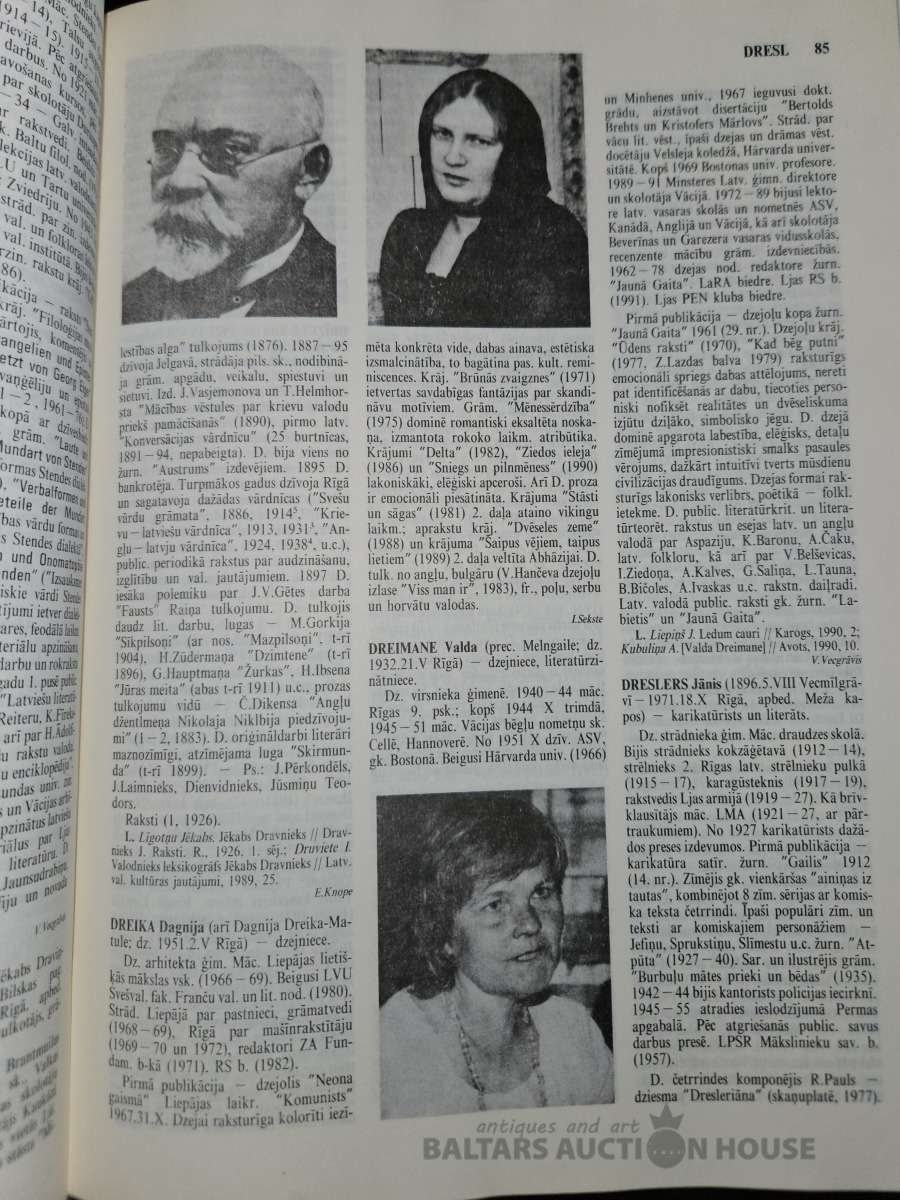 DRESL 85
lestības alga" tulkojums (1876). 1887—95
dzīvoja Jelgavā, strādāja pils. sk., nodibinā-
ja grām. apgādu, veikalu, spiestuvi un
sietuvi. Izd. J.Vasjemonova un T.Helmhor-
sta "Mācības vēstules par krievu valodu
priekš pamācīšanās" (1890), pirmo latv.
"Konversācijas vārdnīcu" (25 burtnīcas,
1891—94, nepabeigta). D. bija viens no
žurn. "Austrums" izdevējiem. 1895 D.
bankrotēja. Turpmākos gadus dzīvoja Rīgā
un sagatavoja dažādas vārdnīcas ("Svešu
vārdu grāmata", 1886, 1914⁵, "Krie-
vu—latviešu vārdnīca", 1913, 1931³, "An-
gļu—latvju vārdnīca", 1924, 1938⁴, u.c.),
public. periodikā rakstus par audzināšanu,
izglītību un val. jautājumiem. 1897 D.
iesāka polemiku par J.V.Gētes darba
"Fausts" Raiņa tulkojumu. D. tulkojis
daudz lit. darbu, lugas — M.Gorkija
"Sīkpilsoņi" (ar nos. "Mazpilsoņi", t-rī
1904), H.Zūdermaņa "Dzimtene" (t-rī
1896), G.Hauptmaņa "Žurkas", H.Ibsena
"Jūras meita" (abas t-rī 1911) u.c., prozas
tulkojumu vidū — Č.Dikensa "Angļu
džentlmeņa Nikolaja Niklbija piedzīvoju-
mi" (1—2, 1883). D. oriģināldarbi literāri
maznozīmīgi, atzīmējama luga "Skirmun-
da" (t-rī 1899). — Ps.: J.Pērkondēls,
J.Laimnieks, Dienvidnieks, Jūsmiņu Teo-
dors.
Raksti (1, 1926).
L. Līgotņu Jēkabs. Jēkabs Dravnieks // Drav-
nieks J. Raksti. R., 1926. 1. sēj.; Druviete I.
Valodnieks leksikogrāfs Jēkabs Dravnieks // Latv.
val. kultūras jautājumi, 1989, 25.
E.Knope
DREIKA Dagnija (arī Dagnija Dreika-Ma-
tule; dz. 1951.2.V Rīgā) — dzejniece.
Dz. arhitekta ģim. Māc. Liepājas lietiš-
ķās mākslas vsk. (1966—69). Beigusi LVU
Svešval. fak. Franču val. un lit. nod. (1980).
Strād. Liepājā par pastnieci, grāmatvedi
(1968—69), Rīgā par mašīnrakstītāju
(1969—70 un 1972), redaktori ZA Fun-
dam. b-kā (1971). RS b. (1982).
Pirmā publikācija — dzejolis "Neona
gaismā" Liepājas laikr. "Komunists"
1967.31.X. Dzejai raksturīga kolorīti iezī-
mēta konkrēta vide, dabas ainava, estētiska
izsmalcinātība, to bagātina pas. kult. remi-
niscences. Krāj. "Brūnās zvaigznes" (1971)
ietvertas savdabīgas fantāzijas par skandi-
nāvu motīviem. Grām. "Mēnessērdzība"
(1975) dominē romantiski eksaltēta noska-
ņa, izmantota rokoko laikm. atribūtika.
Krājumi "Delta" (1982), "Ziedos ieleja"
(1986) un "Sniegs un pilnmēness" (1990)
lakoniskāki, elēģiski apceroši. Arī D. proza
ir emocionāli piesātināta. Krājuma "Stāsti
un sāgas" (1981) 2. daļa ataino vikingu
laikm.; aprakstu krāj. "Dvēseles zeme"
(1988) un krājuma "Šaipus vējiem, taipus
lietiem" (1989) 2. daļa veltīta Abhāzijai. D.
tulk. no angļu, bulgāru (V.Hančeva dzejoļu
izlase "Viss man ir", 1983), fr., poļu, serbu
un horvātu valodas.
I.Sekste
DREIMANE Valda (prec. Melngaile; dz.
1932.21.V Rīgā) — dzejniece, literatūrzi-
nātniece.
Dz. virsnieka ģimenē. 1940—44 māc.
Rīgas 9. psk.; kopš 1944 X trimdā,
1945—51 māc. Vācijas bēgļu nometņu sk.
Cellē, Hannoverē. No 1951 X dzīv. ASV,
gk. Bostonā. Beigusi Hārvarda univ. (1966)
un Minhenes univ., 1967 ieguvusi dokt.
grādu, aizstāvot disertāciju "Bertolds
Brehts un Kristofers Mārlovs". Strād. par
vācu lit. vēst., īpaši dzejas un drāmas vēst.
docētāju Velsleja koledžā, Hārvarda univer-
sitātē. Kopš 1969 Bostonas univ. profesore.
1989—91 Minsteres Latv. ģimn. direktore
un skolotāja Vācijā. 1972—89 bijusi lekto-
re latv. vasaras skolās un nometnēs ASV,
Kanādā, Anglijā un Vācijā, kā arī skolotāja
Beverīnas un Garezera vasaras vidusskolās,
recenzente mācību grām. izdevniecībās.
1962—78 dzejas nod. redaktore žurn.
"Jaunā Gaita". LaRA biedre. Ljas RS b.
(1991). Ljas PEN kluba biedre.
Pirmā publikācija — dzejoļu kopa žurn.
"Jaunā Gaita" 1961 (29. nr.). Dzejoļu krāj.
"Ūdens raksti" (1970), "Kad bēg putni"
(1977, Z.Lazdas balva 1979) raksturīgs
emocionāli spriegs dabas attēlojums, nereti
pat identificēšanās ar dabu, tiecoties perso-
niski nofiksēt realitātes un dvēseliskuma
izjūtu dziļāko, simbolisko jēgu. D. dzejā
dominē apgarota labestība, elēģisks, detaļu
zīmējumā impresionistiski smalks pasaules
vērojums, dažkārt intuitīvi tverts mūsdienu
civilizācijas draudīgums. Dzejas formai rak-
sturīgs lakonisks verlibrs, poētikā — folkl.
ietekme. D. public. literatūrkrit. un litera-
tūrteorēt. rakstus un esejas latv. un angļu
valodā par Aspaziju, K.Baronu, A.Čaku,
latv. folkloru, kā arī par V.Belševicas,
I.Ziedoņa, A.Kalves, G.Saliņa, L.Tauna,
B.Bičoles, A.Ivaskas u.c. rakstn. daiļradi.
Latv. valodā public. raksti gk. žurn. "La-
bietis" un "Jaunā Gaita".
L. Liepiņš J. Ledum cauri // Karogs, 1990, 2;
Kubuliņa A. [Valda Dreimane] // Avots, 1990, 10.
V.Vecgrāvis
DRESLERS Jānis (1896.5.VIII Vecmīlgrā-
vī—1971.18.X Rīgā, apbed. Meža ka-
pos) — karikatūrists un literāts.
Dz. strādnieka ģim. Māc. draudzes skolā.
Bijis strādnieks kokzāģētavā (1912—14),
strēlnieks 2. Rīgas latv. strēlnieku pulkā
(1915—17), karagūsteknis (1917—19),
rakstvedis Ljas armijā (1919—27). Kā brīv-
klausītājs māc. LMA (1921—27, ar pār-
traukumiem). No 1927 karikatūrists dažā-
dos preses izdevumos. Pirmā publikācija —
karikatūra satīr. žurn. "Gailis" 1912
(14. nr.). Zīmējis gk. vienkāršas "ainiņas iz
tautas", kombinējot 8 zīm. sērijas ar komis-
ka teksta četrrindi. Īpaši populāri zīm. un
teksti ar komiskajiem personāžiem —
Jefiņu, Sprukstiņu, Slīmestu u.c. žurn. "At-
pūta" (1927—40). Sar. un ilustrējis grām.
"Burbuļu mātes prieki un bēdas" (1935).
1942—44 bijis kantorists policijas iecirknī.
1945—55 atradies ieslodzījumā Permas
apgabalā. Pēc atgriešanās public. savus
darbus presē. LPSR Mākslinieku sav. b.
(1957).
D. četrrindes komponējis R.Pauls —
dziesma "Dresleriāna" (skaņuplatē, 1977).
antiques and art
BALTARS AUCTION HOUSE